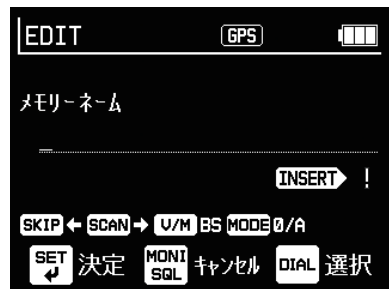 EDIT GPS
メモリーネーム
INSERT !
SKIP ← SCAN → V/M BS MODE 0/A
SET ↵ 決定 MONI SQL キャンセル DIAL 選択